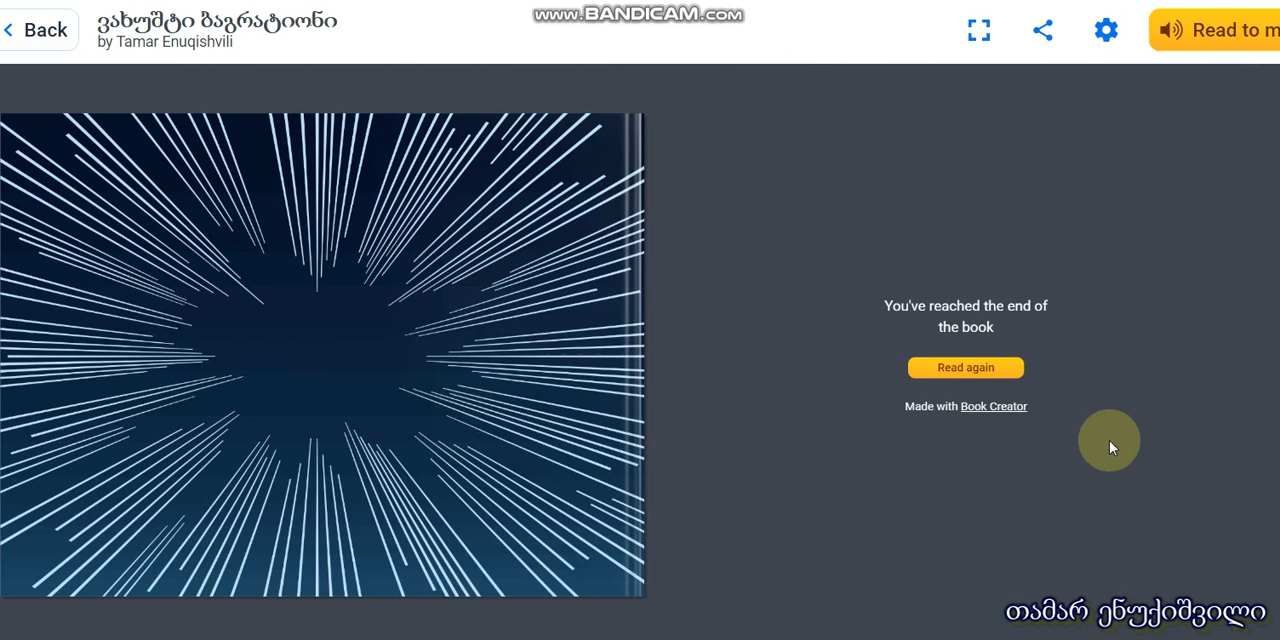 www.BANDICAM.com
Back
ვახუშტი ბაგრატიონი
by Tamar Enuqishvili
Read to m
You've reached the end of
the book
Read again
Made with Book Creator
თამარ ენუქიშვილი